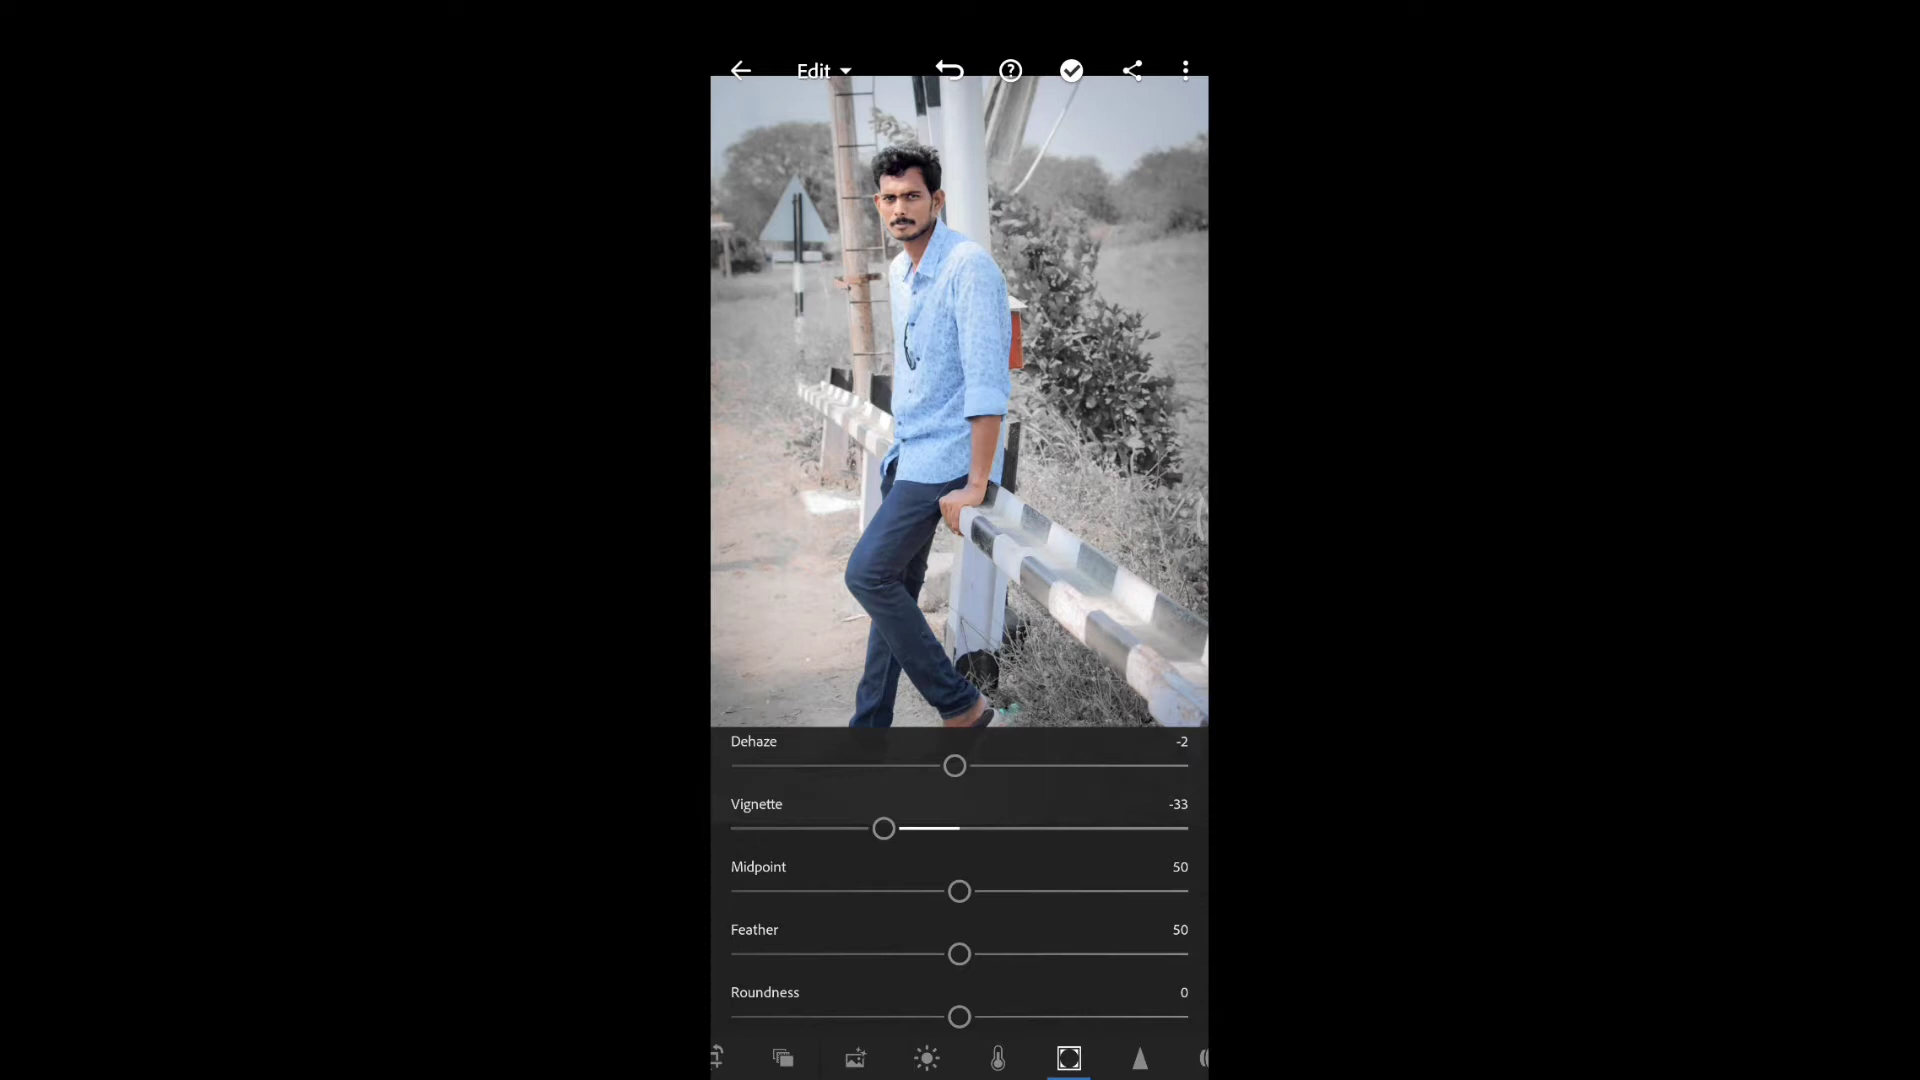 Edit
Dehaze -2
Vignette -33
Midpoint 50
Feather 50
Roundness 0